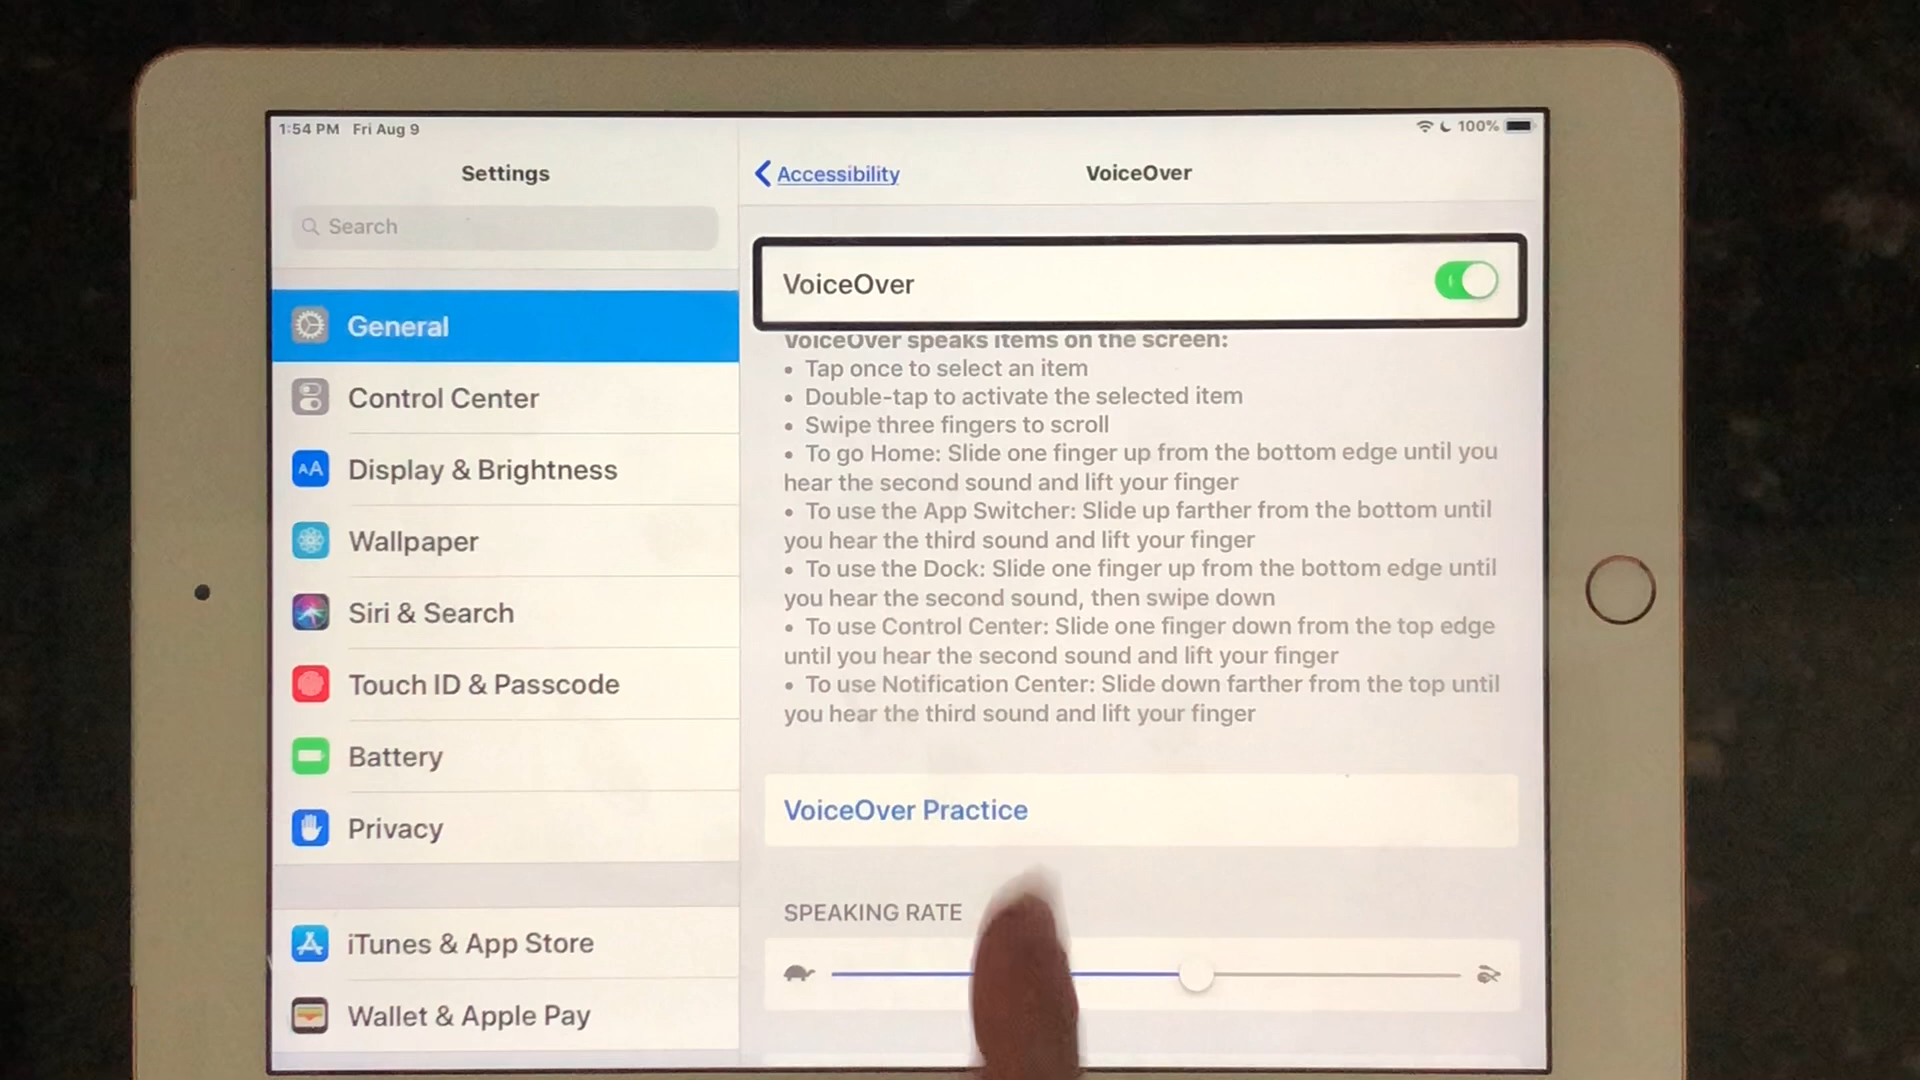 1:54 PM Fri Aug 9
100%
Settings
Search
General
Control Center
AA
Display & Brightness
Wallpaper
Siri & Search
Touch ID & Passcode
Battery
Privacy
iTunes & App Store
Wallet & Apple Pay
Accessibility
VoiceOver
VoiceOver
VoiceOver speaks items on the screen:
• Tap once to select an item
• Double-tap to activate the selected item
• Swipe three fingers to scroll
• To go Home: Slide one finger up from the bottom edge until you
hear the second sound and lift your finger
• To use the App Switcher: Slide up farther from the bottom until
you hear the third sound and lift your finger
• To use the Dock: Slide one finger up from the bottom edge until
you hear the second sound, then swipe down
• To use Control Center: Slide one finger down from the top edge
until you hear the second sound and lift your finger
• To use Notification Center: Slide down farther from the top until
you hear the third sound and lift your finger
VoiceOver Practice
SPEAKING RATE